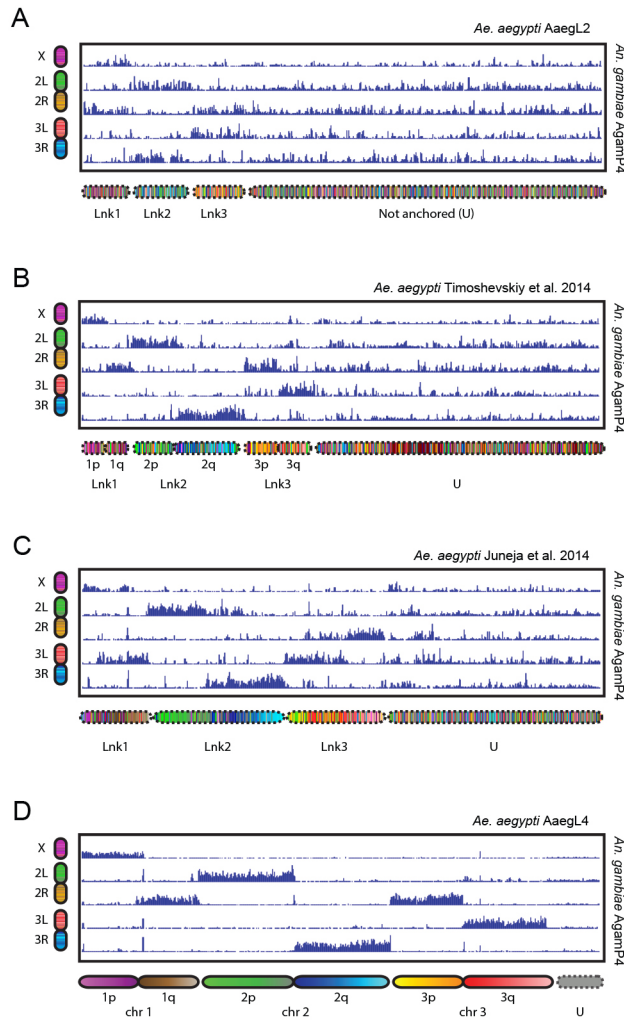 A
Ae. aegypti AaegL2
X
2L
2R
3L
3R
An. gambiae AgamP4
Lnk1 Lnk2 Lnk3 Not anchored (U)
B
Ae. aegypti Timoshevskiy et al. 2014
X
2L
2R
3L
3R
An. gambiae AgamP4
1p 1q 2p 2q 3p 3q
Lnk1 Lnk2 Lnk3 U
C
Ae. aegypti Juneja et al. 2014
X
2L
2R
3L
3R
An. gambiae AgamP4
Lnk1 Lnk2 Lnk3 U
D
Ae. aegypti AaegL4
X
2L
2R
3L
3R
An. gambiae AgamP4
1p 1q 2p 2q 3p 3q
chr 1 chr 2 chr 3 U